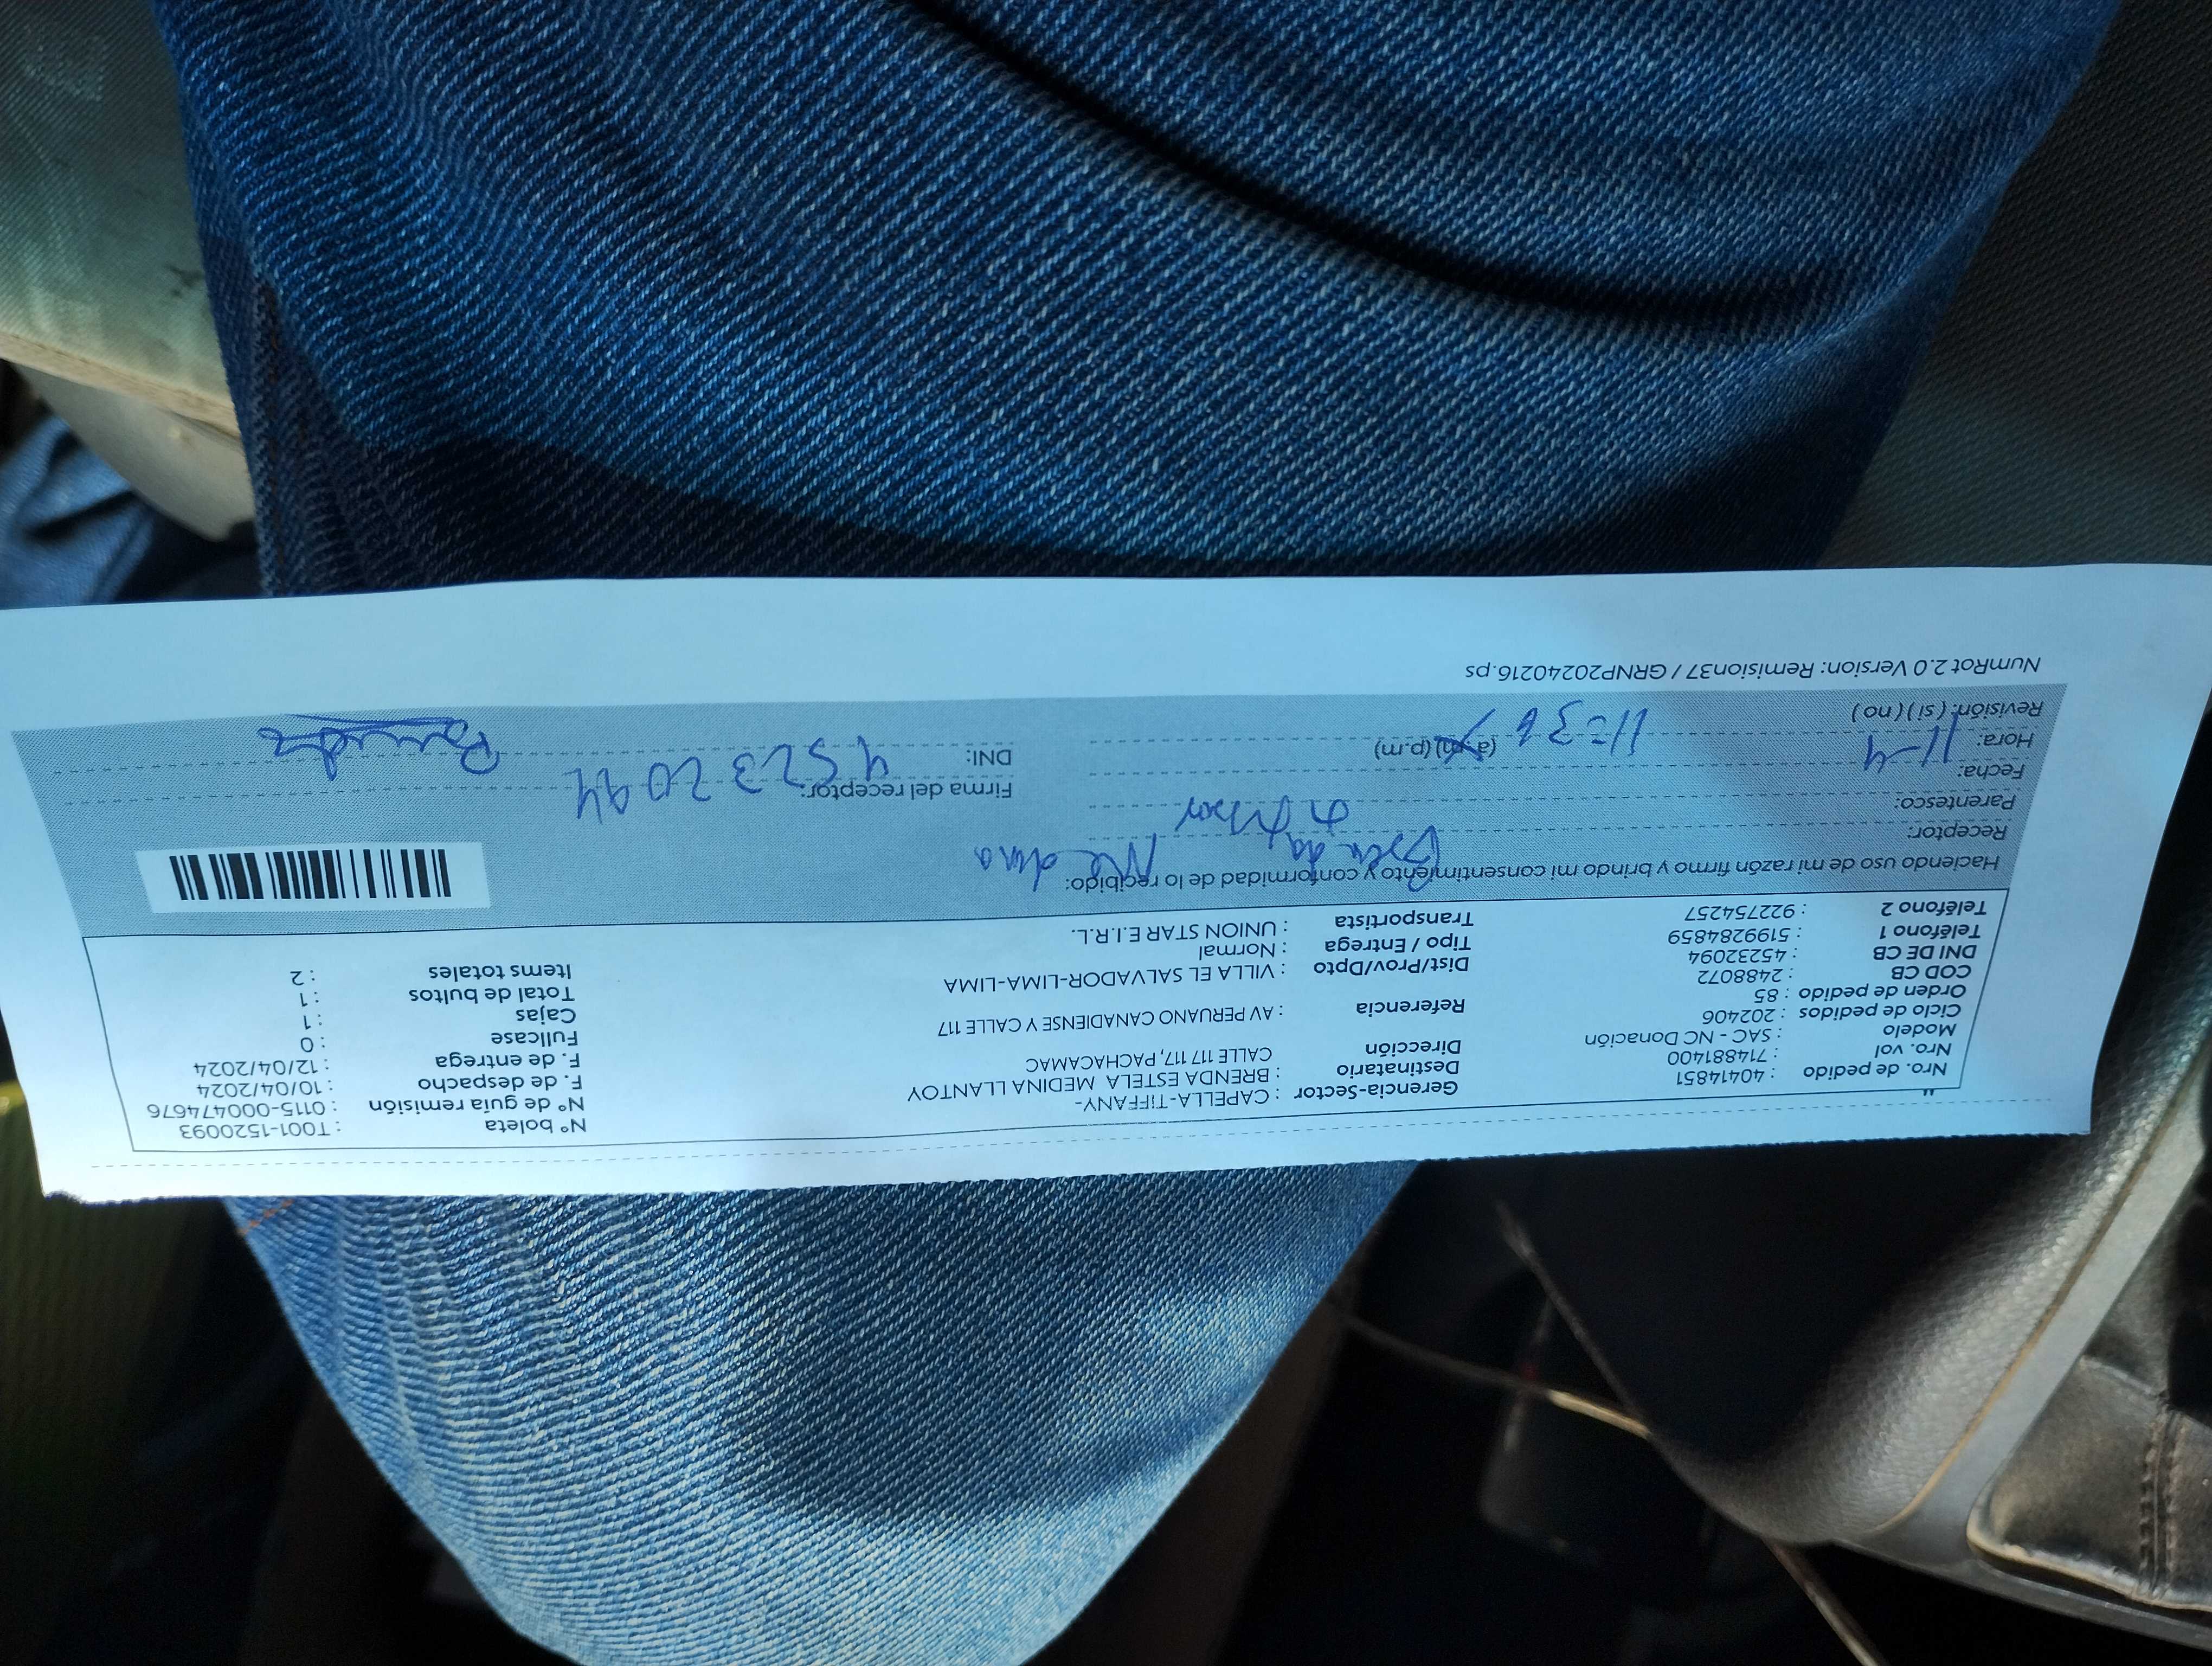 Nro. de pedido : 40414851
Nro. vol : 714881400
Modelo : SAC - NC Donación
Ciclo de pedidos : 202406
Orden de pedido : 85
COD CB : 2488072
DNI DE CB : 45232094
Teléfono 1 : 5199284859
Teléfono 2 : 922754257
Gerencia-Sector : CAPELLA-TIFFANY-
Destinatario : BRENDA ESTELA MEDINA LLANTOY
Dirección CALLE 117 117, PACHACAMAC
Referencia : AV PERUANO CANADIENSE Y CALLE 117
Dist/Prov/Dpto : VILLA EL SALVADOR-LIMA-LIMA
Tipo / Entrega : Normal
Transportista : UNION STAR E.I.R.L.
N° boleta : T001-1520093
N° de guía remisión : 0115-000474676
F. de despacho : 10/04/2024
F. de entrega : 12/04/2024
Fullcase : 0
Cajas : 1
Total de bultos : 1
Items totales : 2
Haciendo uso de mi razón firmo y brindo mi consentimiento y conformidad de lo recibido:
Receptor: Brenda Medina
Parentesco:
Fecha: 11-4
Hora: 11:36 (a.m) (p.m)
Revisión: (si) (no)
Firma del receptor:
DNI: 45232094
NumRot 2.0 Version: Remision37 / GRNP20240216.ps